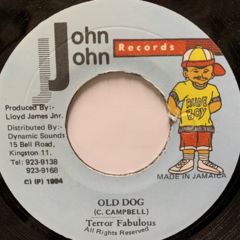 John
John
Records
Produced By:-
Lloyd James Jnr.
Distributed By:-
Dynamic Sounds
15 Bell Road,
Kingston 11.
Tel: 923-9138
923-9168
(C) (P) 1994
RUDE
BOY
MADE IN JAMAICA
OLD DOG
(C. CAMPBELL)
Terror Fabulous
All Rights Reserved